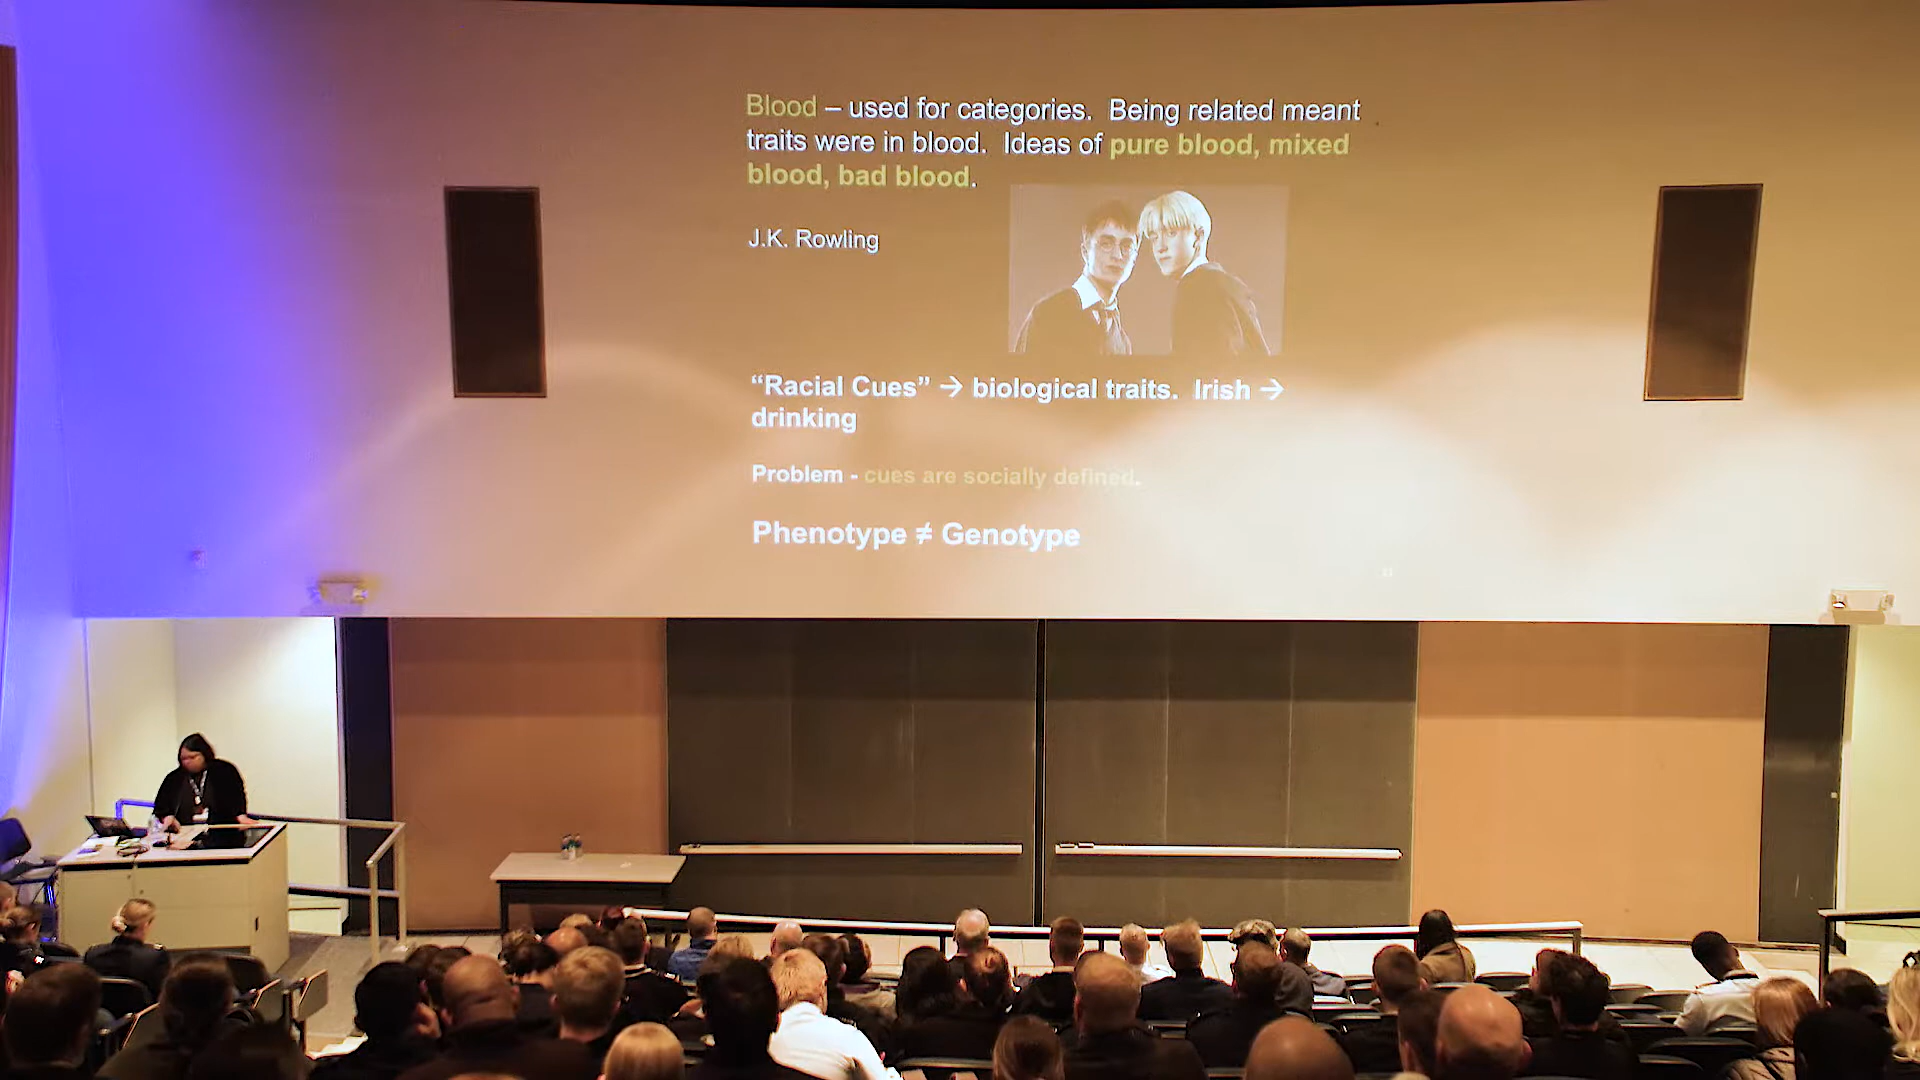 Blood – used for categories.  Being related meant
traits were in blood.  Ideas of pure blood, mixed
blood, bad blood.
J.K. Rowling
“Racial Cues” → biological traits.  Irish →
drinking
Problem - cues are socially defined.
Phenotype ≠ Genotype